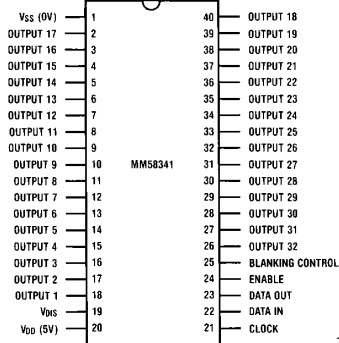 VSS (0V) 1 40 OUTPUT 18
OUTPUT 17 2 39 OUTPUT 19
OUTPUT 16 3 38 OUTPUT 20
OUTPUT 15 4 37 OUTPUT 21
OUTPUT 14 5 36 OUTPUT 22
OUTPUT 13 6 35 OUTPUT 23
OUTPUT 12 7 34 OUTPUT 24
OUTPUT 11 8 33 OUTPUT 25
OUTPUT 10 9 32 OUTPUT 26
OUTPUT 9 10 MM58341 31 OUTPUT 27
OUTPUT 8 11 30 OUTPUT 28
OUTPUT 7 12 29 OUTPUT 29
OUTPUT 6 13 28 OUTPUT 30
OUTPUT 5 14 27 OUTPUT 31
OUTPUT 4 15 26 OUTPUT 32
OUTPUT 3 16 25 BLANKING CONTROL
OUTPUT 2 17 24 ENABLE
OUTPUT 1 18 23 DATA OUT
VDIS 19 22 DATA IN
VDD (5V) 20 21 CLOCK